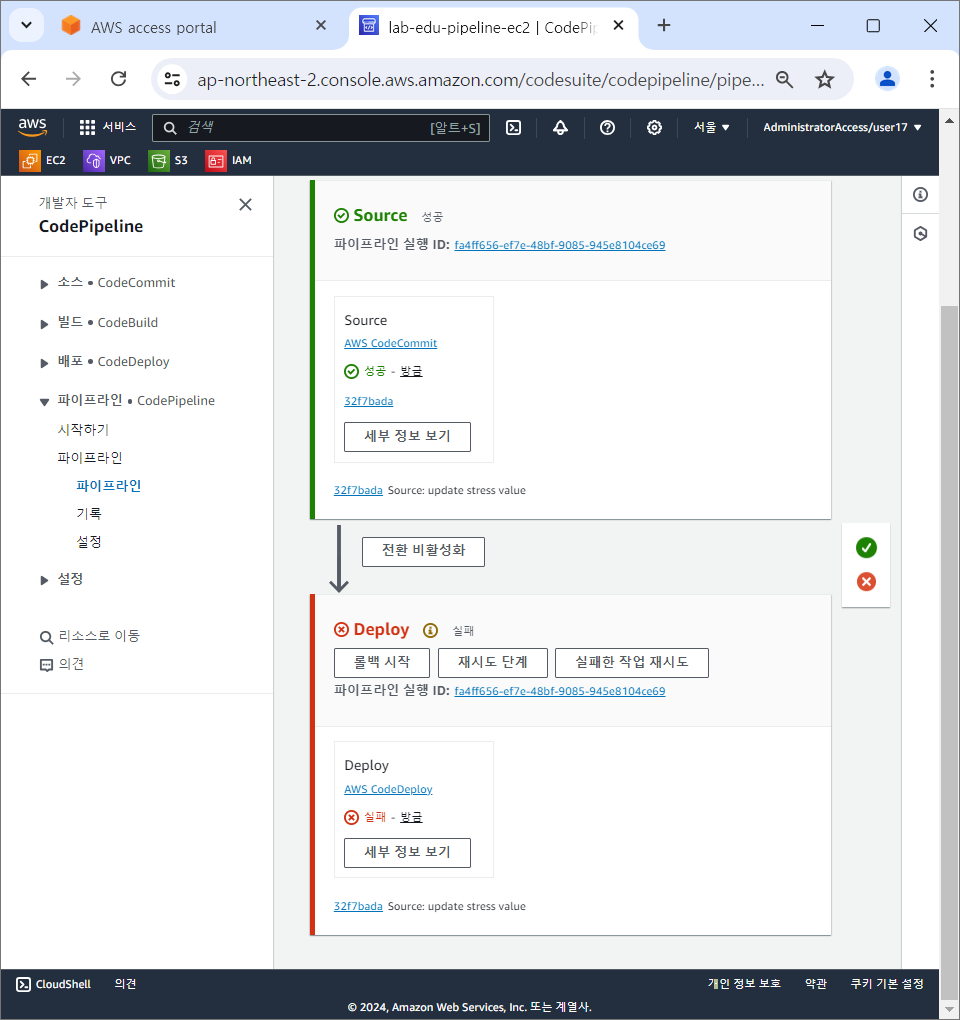 AWS access portal
lab-edu-pipeline-ec2 | CodePip
ap-northeast-2.console.aws.amazon.com/codesuite/codepipeline/pipe...
aws
서비스
검색
[알트+S]
서울 ▼
AdministratorAccess/user17 ▼
EC2
VPC
S3
IAM
개발자 도구
CodePipeline
소스 • CodeCommit
빌드 • CodeBuild
배포 • CodeDeploy
파이프라인 • CodePipeline
시작하기
파이프라인
파이프라인
기록
설정
설정
리소스로 이동
의견
Source 성공
파이프라인 실행 ID: fa4ff656-ef7e-48bf-9085-945e8104ce69
Source
AWS CodeCommit
성공 - 방금
32f7bada
세부 정보 보기
32f7bada Source: update stress value
전환 비활성화
Deploy 실패
롤백 시작
재시도 단계
실패한 작업 재시도
파이프라인 실행 ID: fa4ff656-ef7e-48bf-9085-945e8104ce69
Deploy
AWS CodeDeploy
실패 - 방금
세부 정보 보기
32f7bada Source: update stress value
CloudShell
의견
개인 정보 보호
약관
쿠키 기본 설정
© 2024, Amazon Web Services, Inc. 또는 계열사.